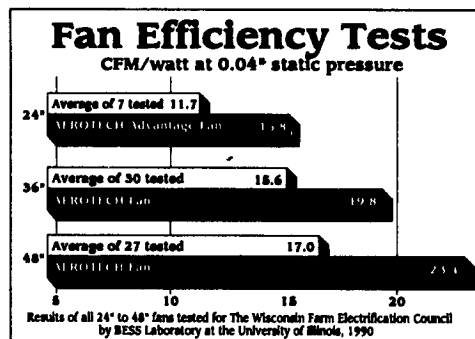 Fan Efficiency Tests
CFM/watt at 0.04" static pressure
24"
Average of 7 tested 11.7
AEROTECH Advantage Fan 15.8
36"
Average of 30 tested 15.6
AEROTECH Fan 19.8
48"
Average of 27 tested 17.0
AEROTECH Fan
5 10 15 20
Results of all 24" to 48" fans tested for The Wisconsin Farm Electrification Council
by BESS Laboratory at the University of Illinois, 1990